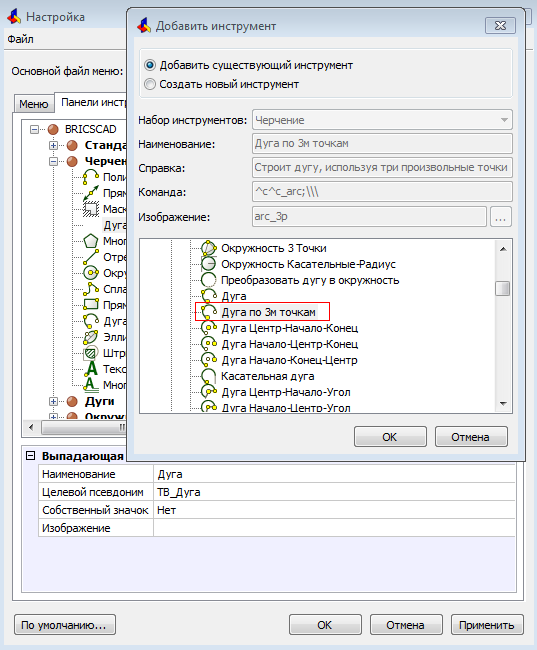 Настройка
Файл
Основной файл меню:
Меню
Панели инстр
BRICSCAD
Станда
Черчен
Поли
Прям
Маск
Дуга
Мног
Отре
Окру
Спла
Прям
Дуга
Элли
Штр
Текс
Мног
Дуги
Окруж
Добавить инструмент
Добавить существующий инструмент
Создать новый инструмент
Набор инструментов:
Черчение
Наименование:
Дуга по 3м точкам
Справка:
Строит дугу, используя три произвольные точки
Команда:
^c^c_arc;\\\
Изображение:
arc_3p
...
Окружность 3 Точки
Окружность Касательные-Радиус
Преобразовать дугу в окружность
Дуга
Дуга по 3м точкам
Дуга Центр-Начало-Конец
Дуга Начало-Центр-Конец
Дуга Начало-Конец-Центр
Касательная дуга
Дуга Центр-Начало-Угол
Дуга Начало-Центр-Угол
OK
Отмена
Выпадающая
Наименование Дуга
Целевой псевдоним ТВ_Дуга
Собственный значок Нет
Изображение
По умолчанию...
OK
Отмена
Применить